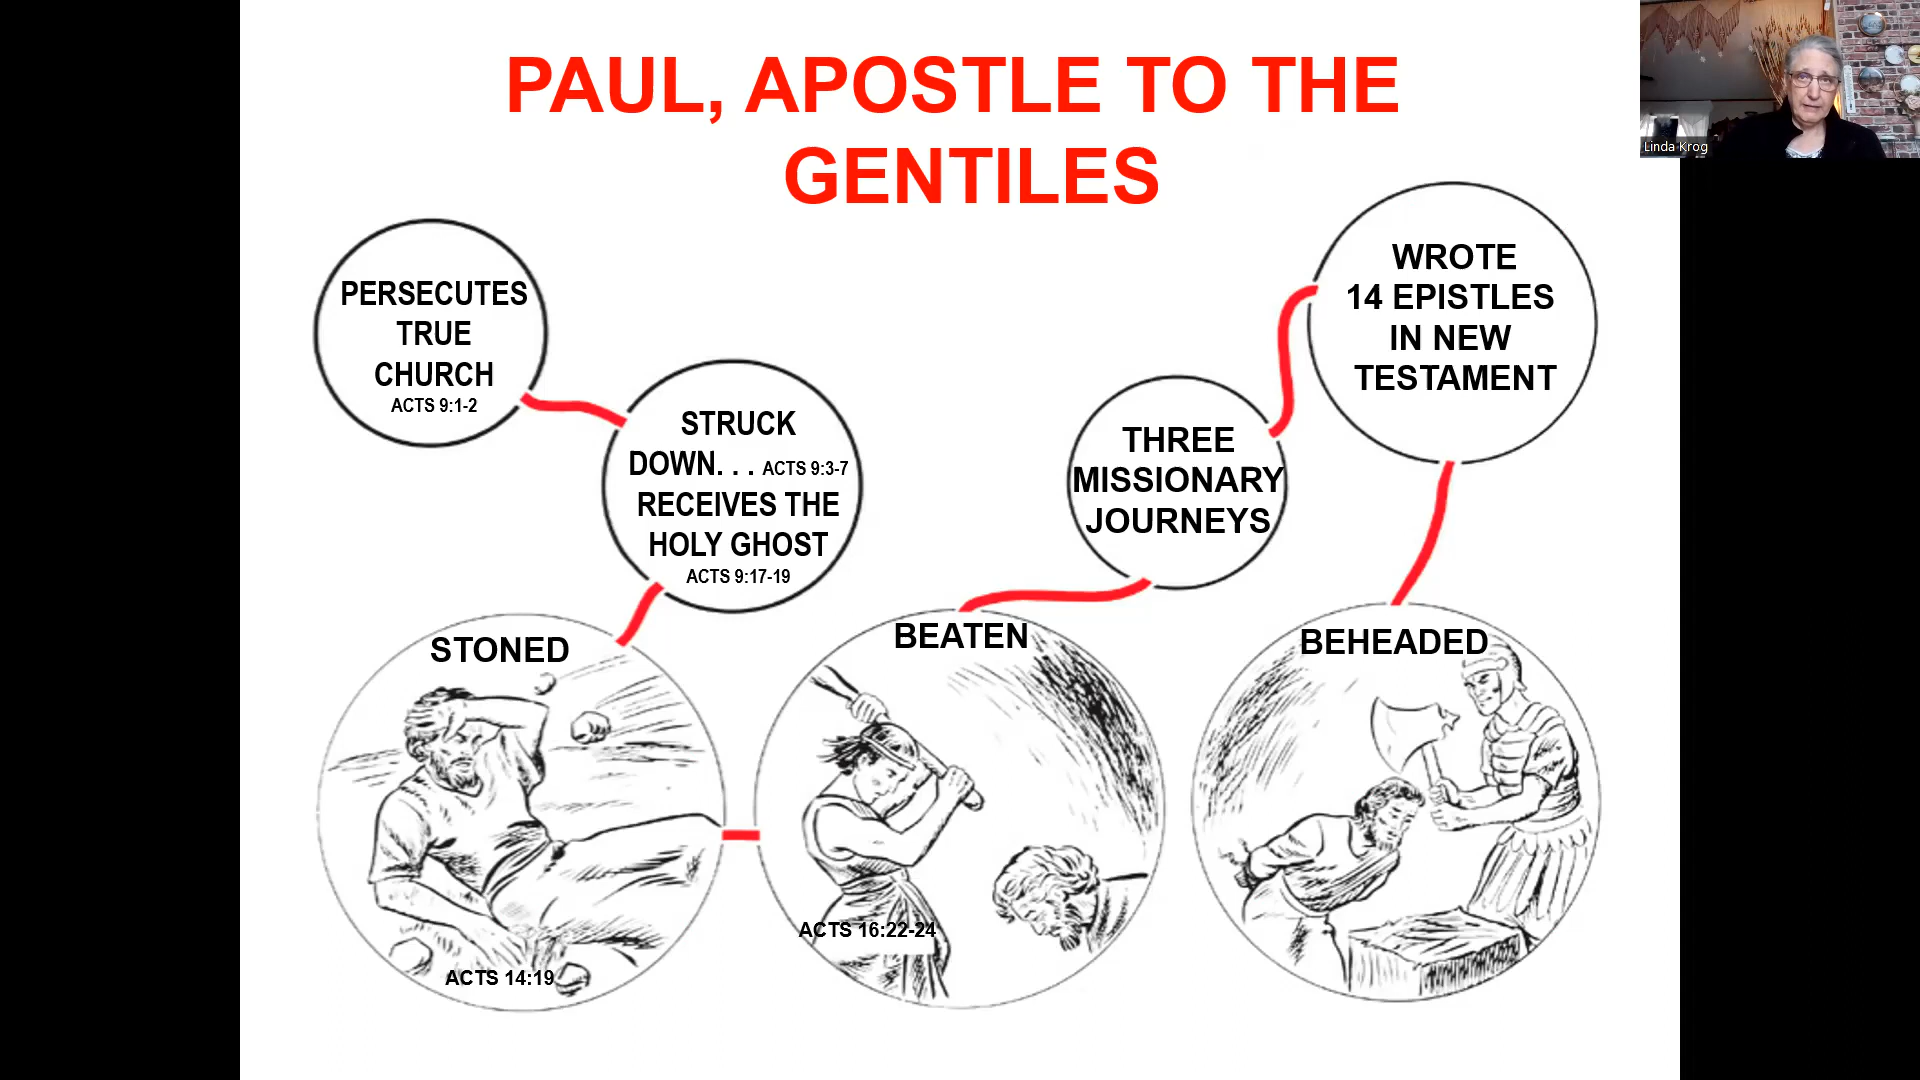 PAUL, APOSTLE TO THE
GENTILES
Linda Krog
PERSECUTES
TRUE
CHURCH
ACTS 9:1-2
STRUCK
DOWN. . . ACTS 9:3-7
RECEIVES THE
HOLY GHOST
ACTS 9:17-19
STONED
ACTS 14:19
BEATEN
ACTS 16:22-24
THREE
MISSIONARY
JOURNEYS
WROTE
14 EPISTLES
IN NEW
TESTAMENT
BEHEADED